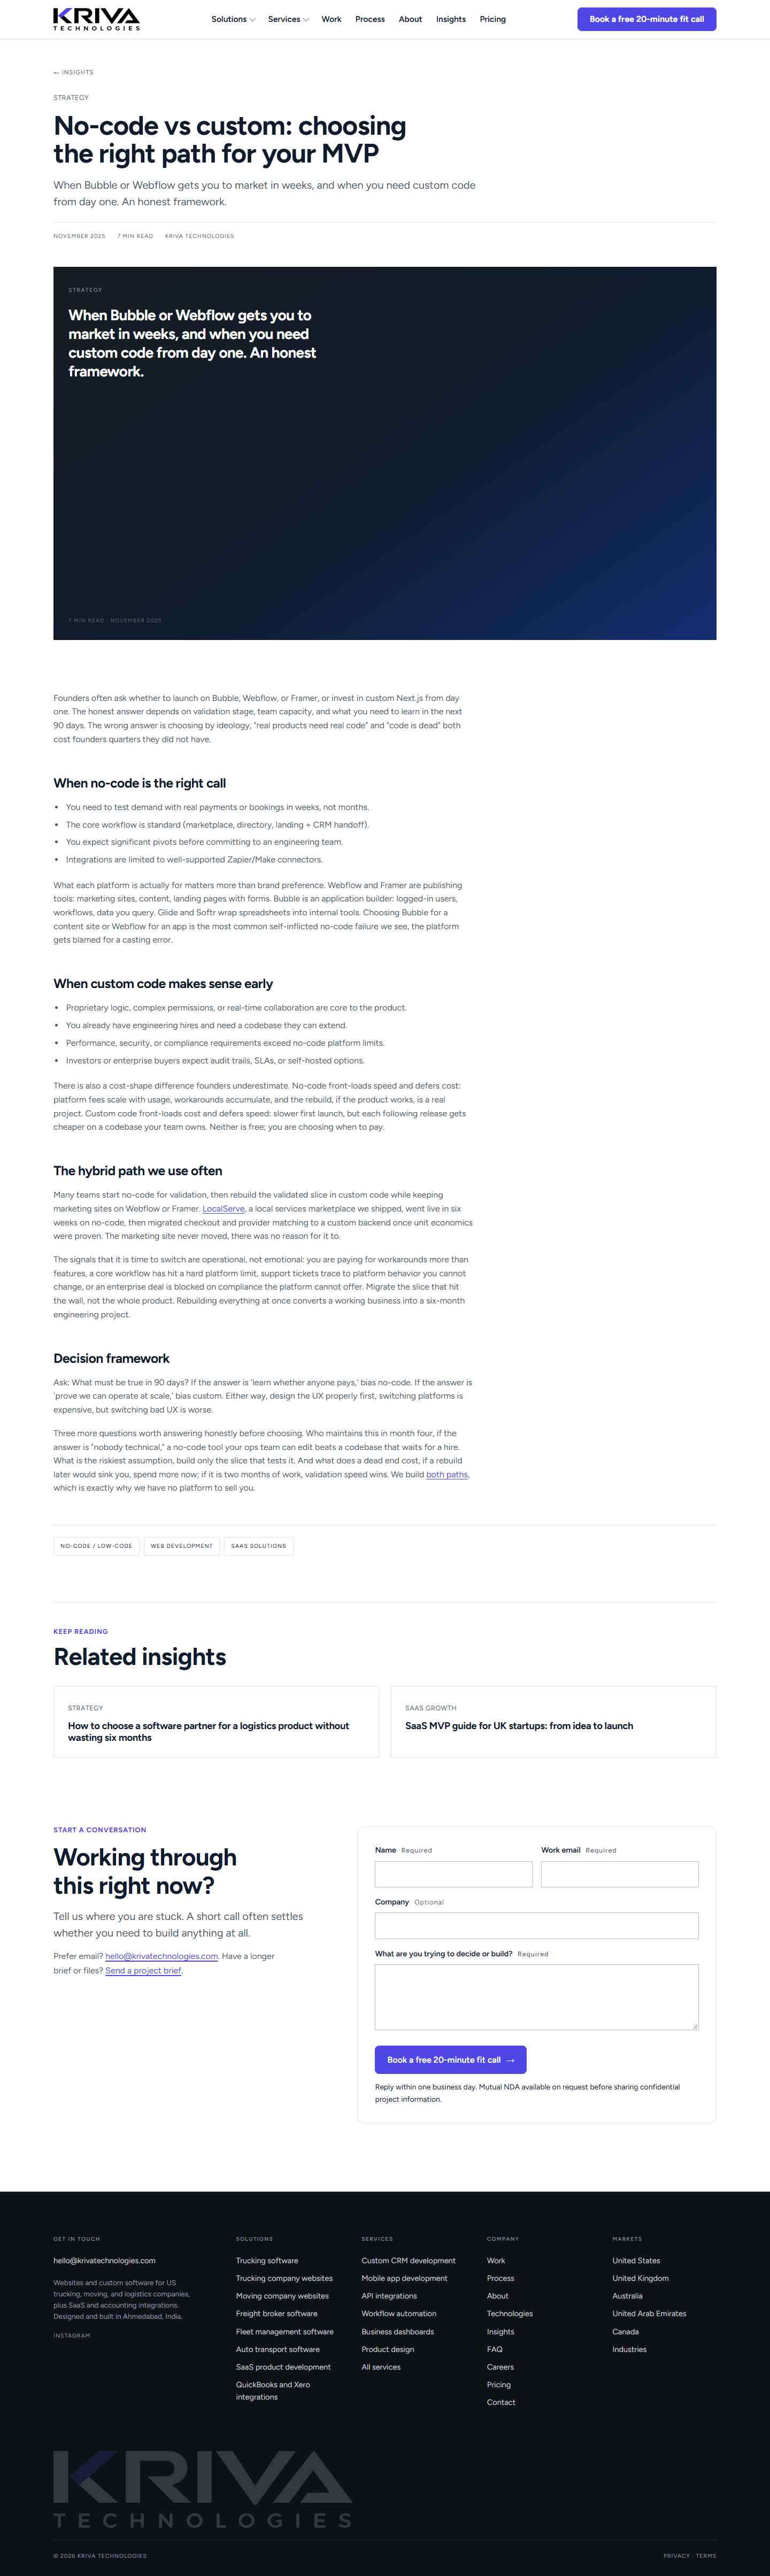 KRIVA
TECHNOLOGIES
Solutions
Services
Work
Process
About
Insights
Pricing
Book a free 20-minute fit call
← INSIGHTS
STRATEGY
No-code vs custom: choosing
the right path for your MVP
When Bubble or Webflow gets you to market in weeks, and when you need custom code
from day one. An honest framework.
NOVEMBER 2025 7 MIN READ KRIVA TECHNOLOGIES
STRATEGY
When Bubble or Webflow gets you to
market in weeks, and when you need
custom code from day one. An honest
framework.
7 MIN READ · NOVEMBER 2025
Founders often ask whether to launch on Bubble, Webflow, or Framer, or invest in custom Next.js from day
one. The honest answer depends on validation stage, team capacity, and what you need to learn in the next
90 days. The wrong answer is choosing by ideology, "real products need real code" and "code is dead" both
cost founders quarters they did not have.
When no-code is the right call
• You need to test demand with real payments or bookings in weeks, not months.
• The core workflow is standard (marketplace, directory, landing + CRM handoff).
• You expect significant pivots before committing to an engineering team.
• Integrations are limited to well-supported Zapier/Make connectors.
What each platform is actually for matters more than brand preference. Webflow and Framer are publishing
tools: marketing sites, content, landing pages with forms. Bubble is an application builder: logged-in users,
workflows, data you query. Glide and Softr wrap spreadsheets into internal tools. Choosing Bubble for a
content site or Webflow for an app is the most common self-inflicted no-code failure we see, the platform
gets blamed for a casting error.
When custom code makes sense early
• Proprietary logic, complex permissions, or real-time collaboration are core to the product.
• You already have engineering hires and need a codebase they can extend.
• Performance, security, or compliance requirements exceed no-code platform limits.
• Investors or enterprise buyers expect audit trails, SLAs, or self-hosted options.
There is also a cost-shape difference founders underestimate. No-code front-loads speed and defers cost:
platform fees scale with usage, workarounds accumulate, and the rebuild, if the product works, is a real
project. Custom code front-loads cost and defers speed: slower first launch, but each following release gets
cheaper on a codebase your team owns. Neither is free; you are choosing when to pay.
The hybrid path we use often
Many teams start no-code for validation, then rebuild the validated slice in custom code while keeping
marketing sites on Webflow or Framer. LocalServe, a local services marketplace we shipped, went live in six
weeks on no-code, then migrated checkout and provider matching to a custom backend once unit economics
were proven. The marketing site never moved, there was no reason for it to.
The signals that it is time to switch are operational, not emotional: you are paying for workarounds more than
features, a core workflow has hit a hard platform limit, support tickets trace to platform behavior you cannot
change, or an enterprise deal is blocked on compliance the platform cannot offer. Migrate the slice that hit
the wall, not the whole product. Rebuilding everything at once converts a working business into a six-month
engineering project.
Decision framework
Ask: What must be true in 90 days? If the answer is 'learn whether anyone pays,' bias no-code. If the answer is
'prove we can operate at scale,' bias custom. Either way, design the UX properly first, switching platforms is
expensive, but switching bad UX is worse.
Three more questions worth answering honestly before choosing. Who maintains this in month four, if the
answer is "nobody technical," a no-code tool your ops team can edit beats a codebase that waits for a hire.
What is the riskiest assumption, build only the slice that tests it. And what does a dead end cost, if a rebuild
later would sink you, spend more now; if it is two months of work, validation speed wins. We build both paths,
which is exactly why we have no platform to sell you.
NO-CODE / LOW-CODE
WEB DEVELOPMENT
SAAS SOLUTIONS
KEEP READING
Related insights
STRATEGY
How to choose a software partner for a logistics product without
wasting six months
SAAS GROWTH
SaaS MVP guide for UK startups: from idea to launch
START A CONVERSATION
Working through
this right now?
Tell us where you are stuck. A short call often settles
whether you need to build anything at all.
Prefer email? hello@krivatechnologies.com. Have a longer
brief or files? Send a project brief.
Name Required
Work email Required
Company Optional
What are you trying to decide or build? Required
Book a free 20-minute fit call →
Reply within one business day. Mutual NDA available on request before sharing confidential
project information.
GET IN TOUCH
hello@krivatechnologies.com
Websites and custom software for US
trucking, moving, and logistics companies,
plus SaaS and accounting integrations.
Designed and built in Ahmedabad, India.
INSTAGRAM
SOLUTIONS
Trucking software
Trucking company websites
Moving company websites
Freight broker software
Fleet management software
Auto transport software
SaaS product development
QuickBooks and Xero
integrations
SERVICES
Custom CRM development
Mobile app development
API integrations
Workflow automation
Business dashboards
Product design
All services
COMPANY
Work
Process
About
Technologies
Insights
FAQ
Careers
Pricing
Contact
MARKETS
United States
United Kingdom
Australia
United Arab Emirates
Canada
Industries
KRIVA
TECHNOLOGIES
© 2026 KRIVA TECHNOLOGIES
PRIVACY · TERMS